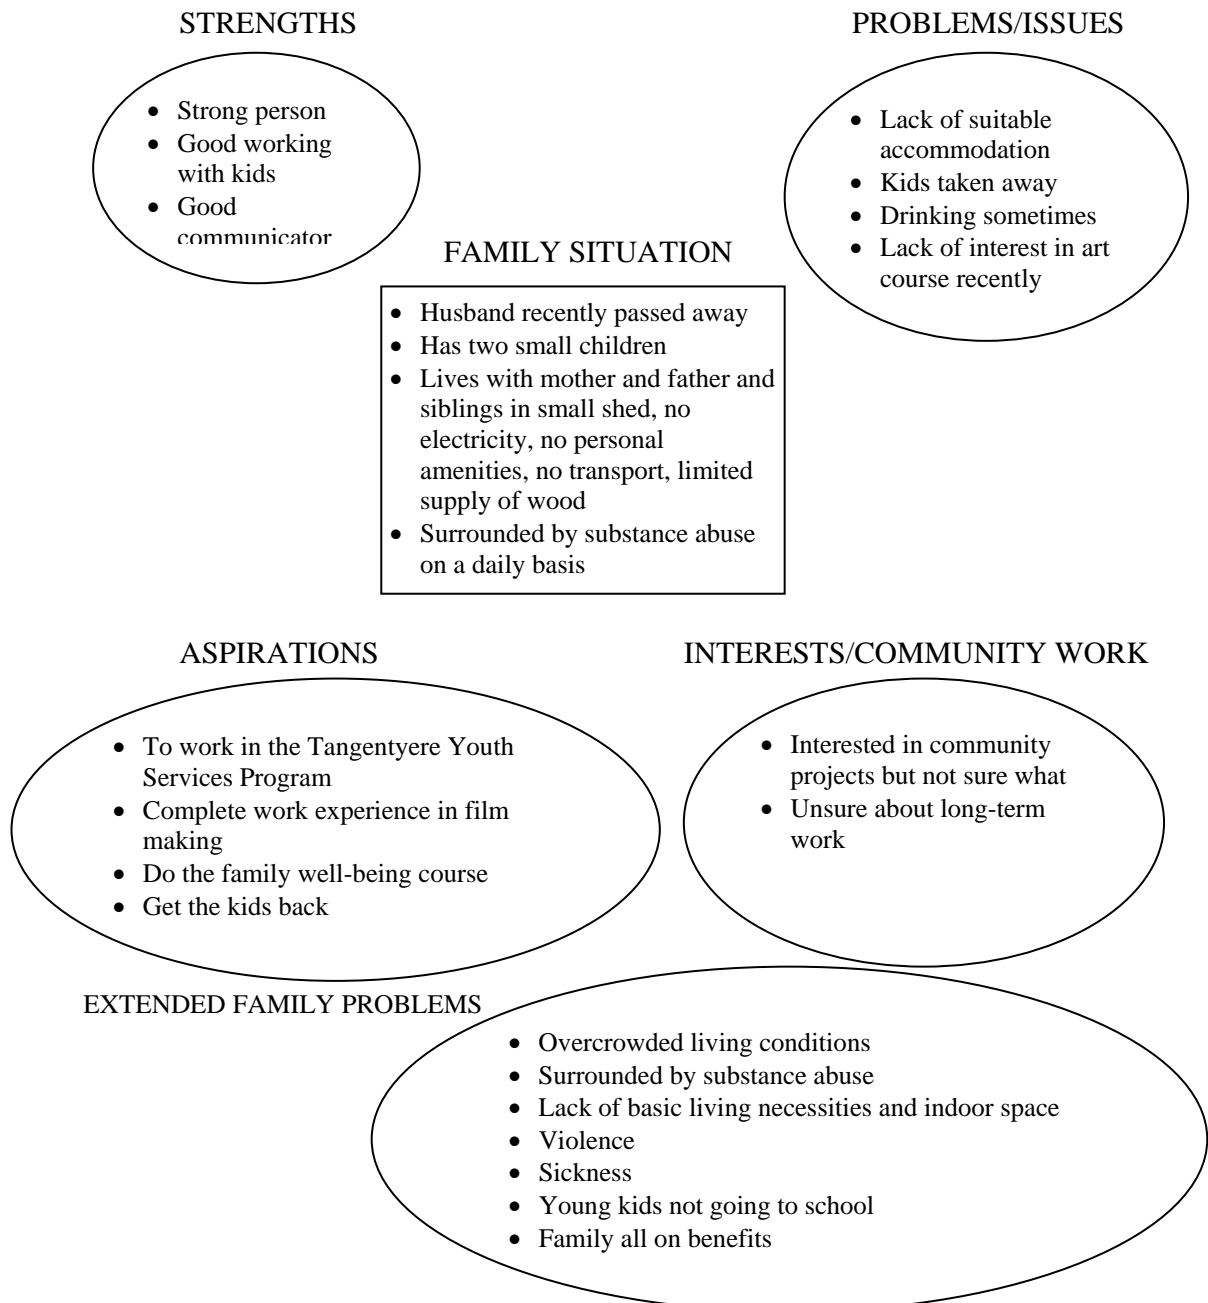 STRENGTHS
• Strong person
• Good working
with kids
• Good
communicator
PROBLEMS/ISSUES
• Lack of suitable
accommodation
• Kids taken away
• Drinking sometimes
• Lack of interest in art
course recently
FAMILY SITUATION
• Husband recently passed away
• Has two small children
• Lives with mother and father and
siblings in small shed, no
electricity, no personal
amenities, no transport, limited
supply of wood
• Surrounded by substance abuse
on a daily basis
ASPIRATIONS
• To work in the Tangentyere Youth
Services Program
• Complete work experience in film
making
• Do the family well-being course
• Get the kids back
INTERESTS/COMMUNITY WORK
• Interested in community
projects but not sure what
• Unsure about long-term
work
EXTENDED FAMILY PROBLEMS
• Overcrowded living conditions
• Surrounded by substance abuse
• Lack of basic living necessities and indoor space
• Violence
• Sickness
• Young kids not going to school
• Family all on benefits